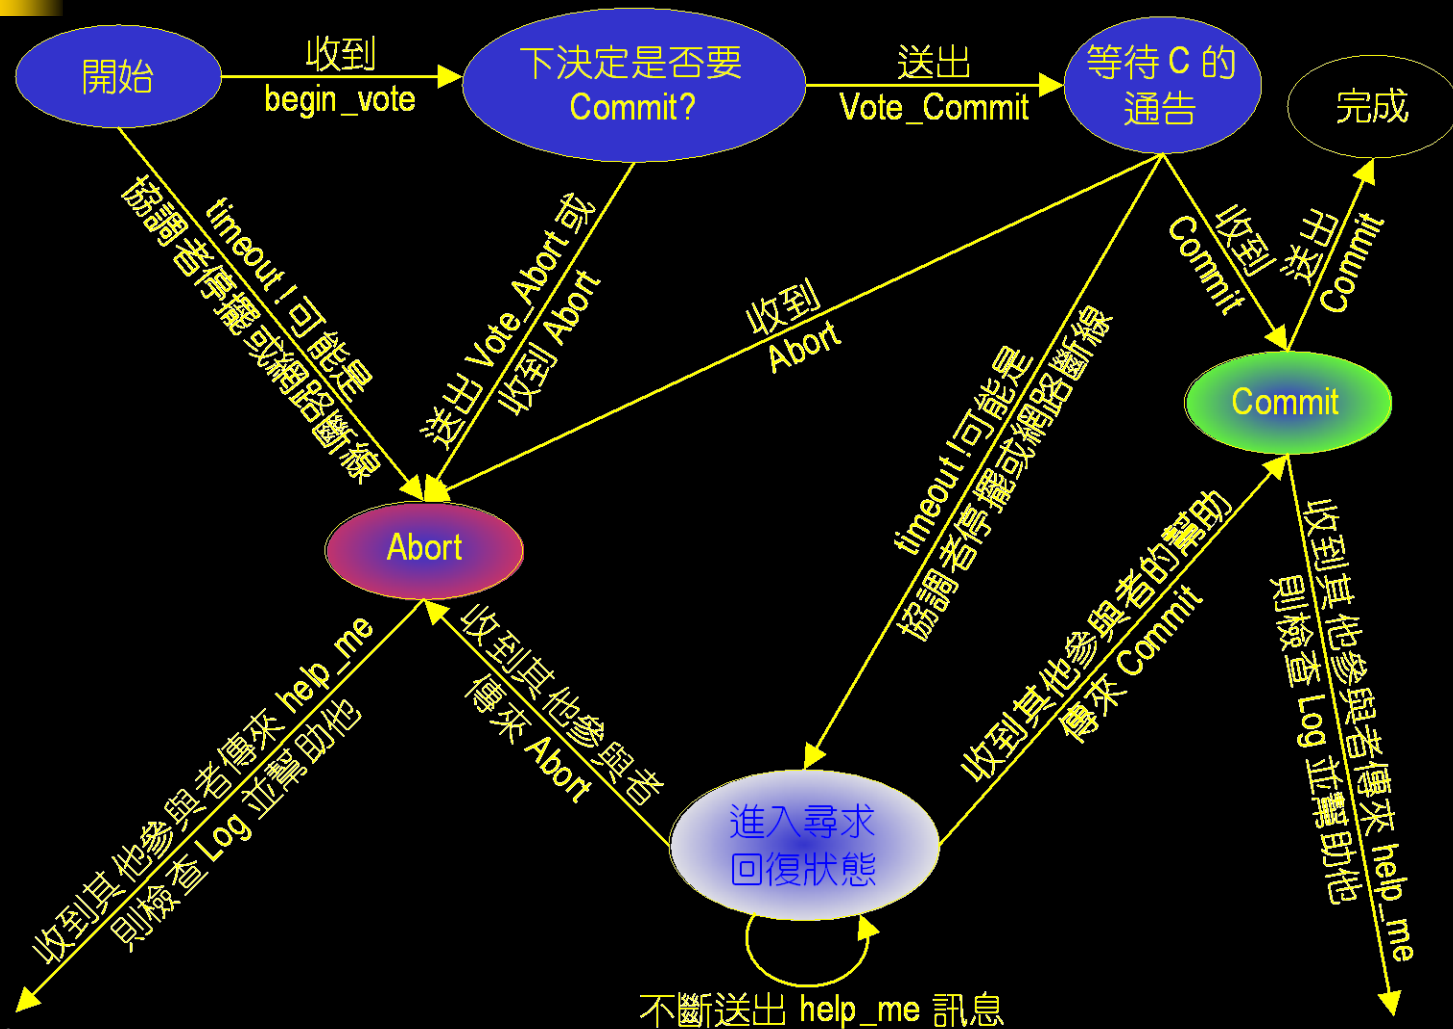 開始
收到
begin_vote
下決定是否要
Commit?
送出
Vote_Commit
等待 C 的
通告
完成
timeout ! 可能是
協調者停擺或網路斷線
送出 Vote_Abort 或
收到 Abort
收到
Abort
timeout ! 可能是
協調者停擺或網路斷線
收到
Commit
送出
Commit
Commit
Abort
收到其他參與者傳來 help_me
則檢查 Log 並幫助他
收到其他參與者
傳來 Abort
收到其他參與者的幫助
傳來 Commit
收到其他參與者傳來 help_me
則檢查 Log 並幫助他
進入尋求
回復狀態
不斷送出 help_me 訊息